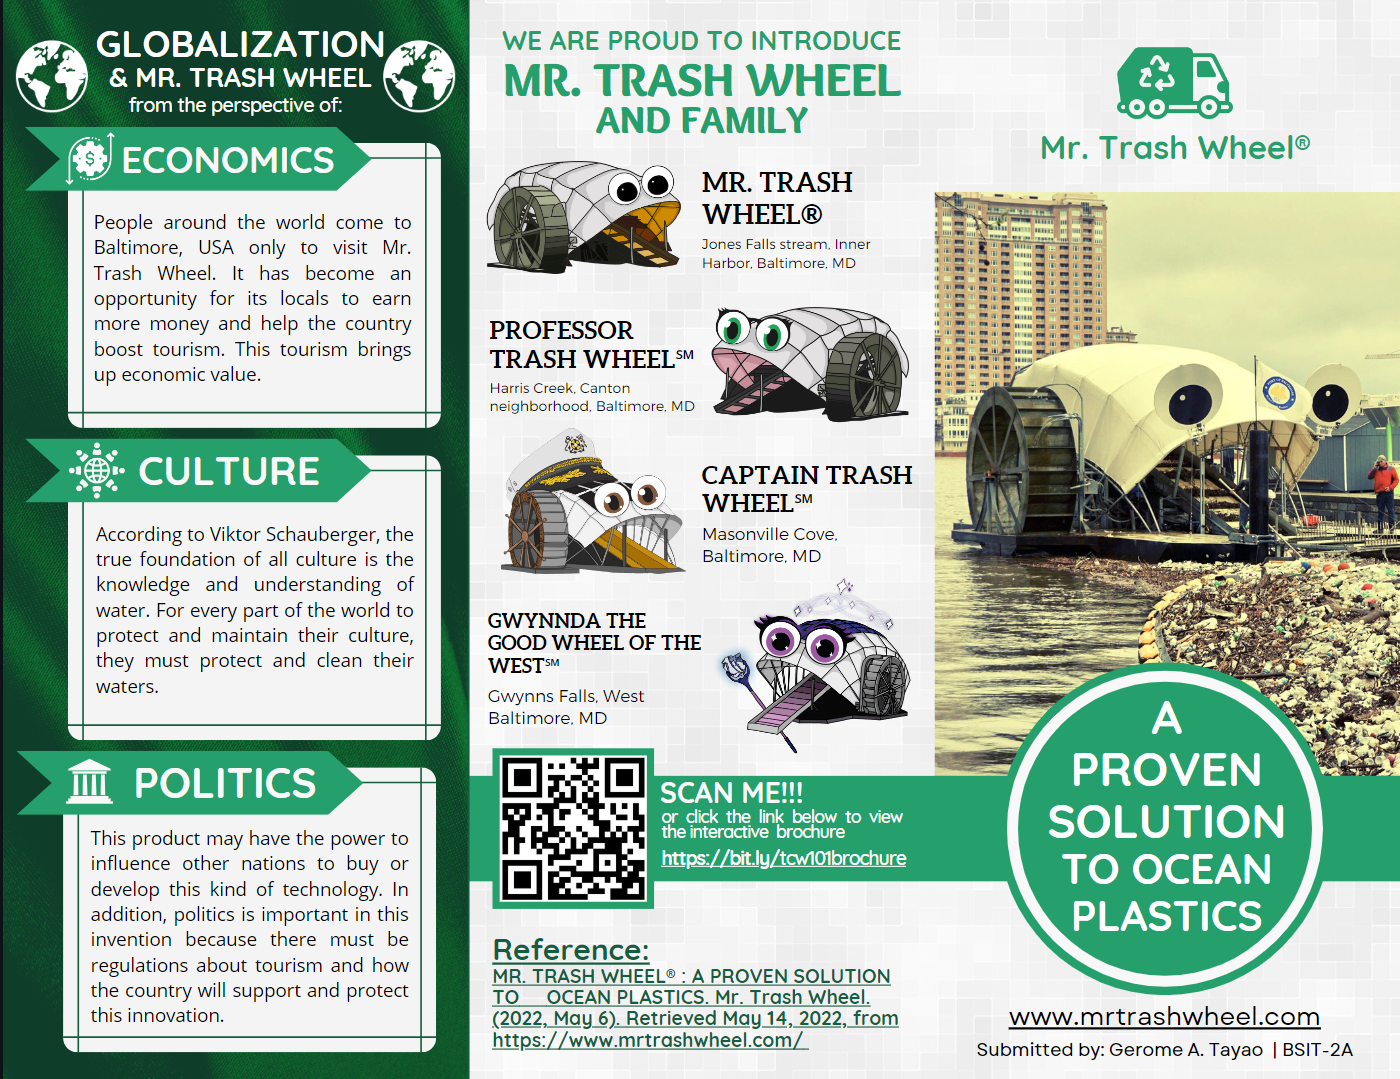 GLOBALIZATION
& MR. TRASH WHEEL
from the perspective of:
ECONOMICS
People around the world come to
Baltimore, USA only to visit Mr.
Trash Wheel. It has become an
opportunity for its locals to earn
more money and help the country
boost tourism. This tourism brings
up economic value.
CULTURE
According to Viktor Schauberger, the
true foundation of all culture is the
knowledge and understanding of
water. For every part of the world to
protect and maintain their culture,
they must protect and clean their
waters.
POLITICS
This product may have the power to
influence other nations to buy or
develop this kind of technology. In
addition, politics is important in this
invention because there must be
regulations about tourism and how
the country will support and protect
this innovation.
WE ARE PROUD TO INTRODUCE
MR. TRASH WHEEL
AND FAMILY
MR. TRASH
WHEEL®
Jones Falls stream, Inner
Harbor, Baltimore, MD
PROFESSOR
TRASH WHEEL℠
Harris Creek, Canton
neighborhood, Baltimore, MD
CAPTAIN TRASH
WHEEL℠
Masonville Cove,
Baltimore, MD
GWYNNDA THE
GOOD WHEEL OF THE
WEST℠
Gwynns Falls, West
Baltimore, MD
SCAN ME!!!
or click the link below to view
the interactive brochure
https://bit.ly/tcw101brochure
Reference:
MR. TRASH WHEEL® : A PROVEN SOLUTION
TO OCEAN PLASTICS. Mr. Trash Wheel.
(2022, May 6). Retrieved May 14, 2022, from
https://www.mrtrashwheel.com/
Mr. Trash Wheel®
A
PROVEN
SOLUTION
TO OCEAN
PLASTICS
www.mrtrashwheel.com
Submitted by: Gerome A. Tayao | BSIT-2A